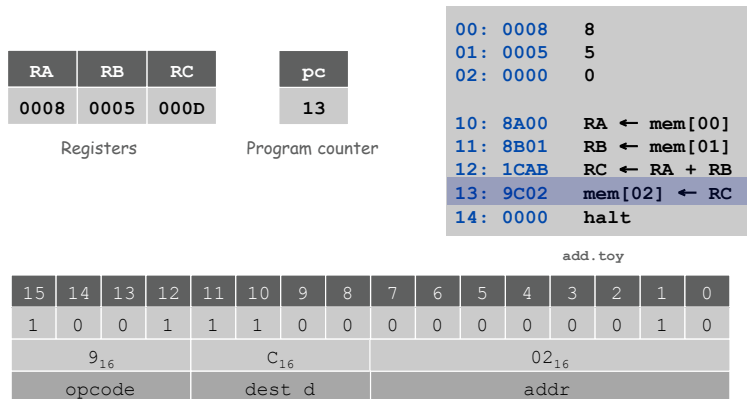 RA RB RC
0008 0005 000D
Registers
pc
13
Program counter
00: 0008 8
01: 0005 5
02: 0000 0
10: 8A00 RA ← mem[00]
11: 8B01 RB ← mem[01]
12: 1CAB RC ← RA + RB
13: 9C02 mem[02] ← RC
14: 0000 halt
add.toy
15 14 13 12 11 10 9 8 7 6 5 4 3 2 1 0
1 0 0 1 1 1 0 0 0 0 0 0 0 0 1 0
9₁₆ C₁₆ 02₁₆
opcode dest d addr